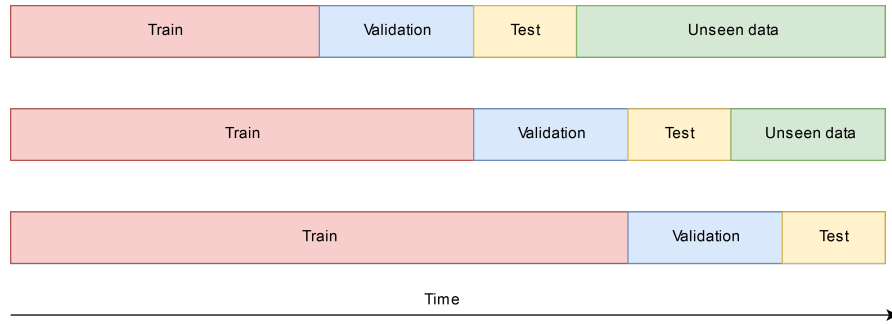 Train Validation Test Unseen data
Train Validation Test Unseen data
Train Validation Test
Time